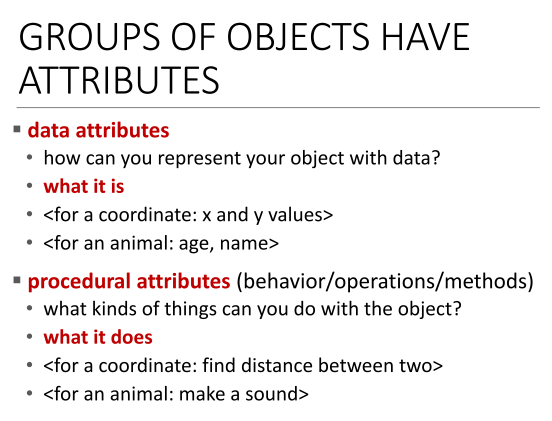 GROUPS OF OBJECTS HAVE
ATTRIBUTES
▪ data attributes
• how can you represent your object with data?
• what it is
• <for a coordinate: x and y values>
• <for an animal: age, name>
▪ procedural attributes (behavior/operations/methods)
• what kinds of things can you do with the object?
• what it does
• <for a coordinate: find distance between two>
• <for an animal: make a sound>